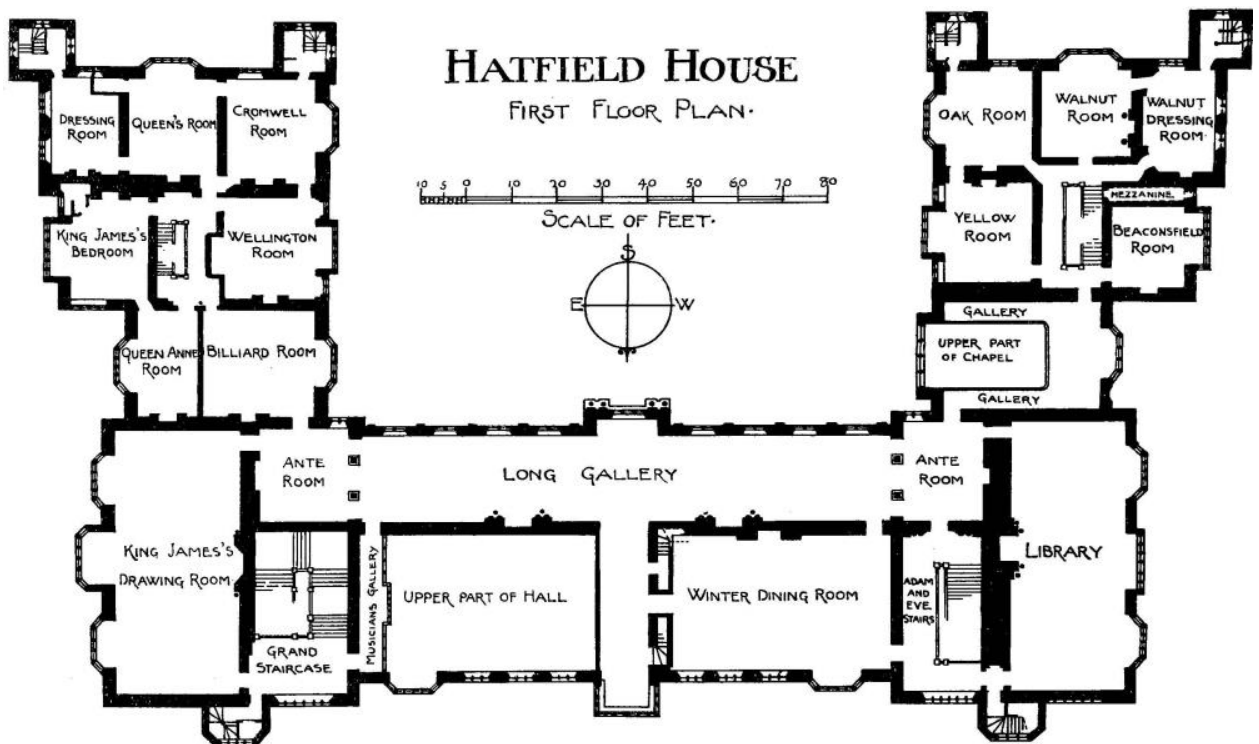 HATFIELD HOUSE
FIRST FLOOR PLAN.
10 5 0 10 20 30 40 50 60 70 80
SCALE OF FEET.
S
E W
DRESSING
ROOM
QUEEN'S ROOM
CROMWELL
ROOM
KING JAMES'S
BEDROOM
WELLINGTON
ROOM
QUEEN ANNE
ROOM
BILLIARD ROOM
OAK ROOM
WALNUT
ROOM
WALNUT
DRESSING
ROOM
MEZZANINE
YELLOW
ROOM
BEACONSFIELD
ROOM
GALLERY
UPPER PART
OF CHAPEL
GALLERY
ANTE
ROOM
LONG GALLERY
ANTE
ROOM
KING JAMES'S
DRAWING ROOM
GRAND
STAIRCASE
MUSICIANS GALLERY
UPPER PART OF HALL
WINTER DINING ROOM
ADAM
AND
EVE
STAIRS
LIBRARY